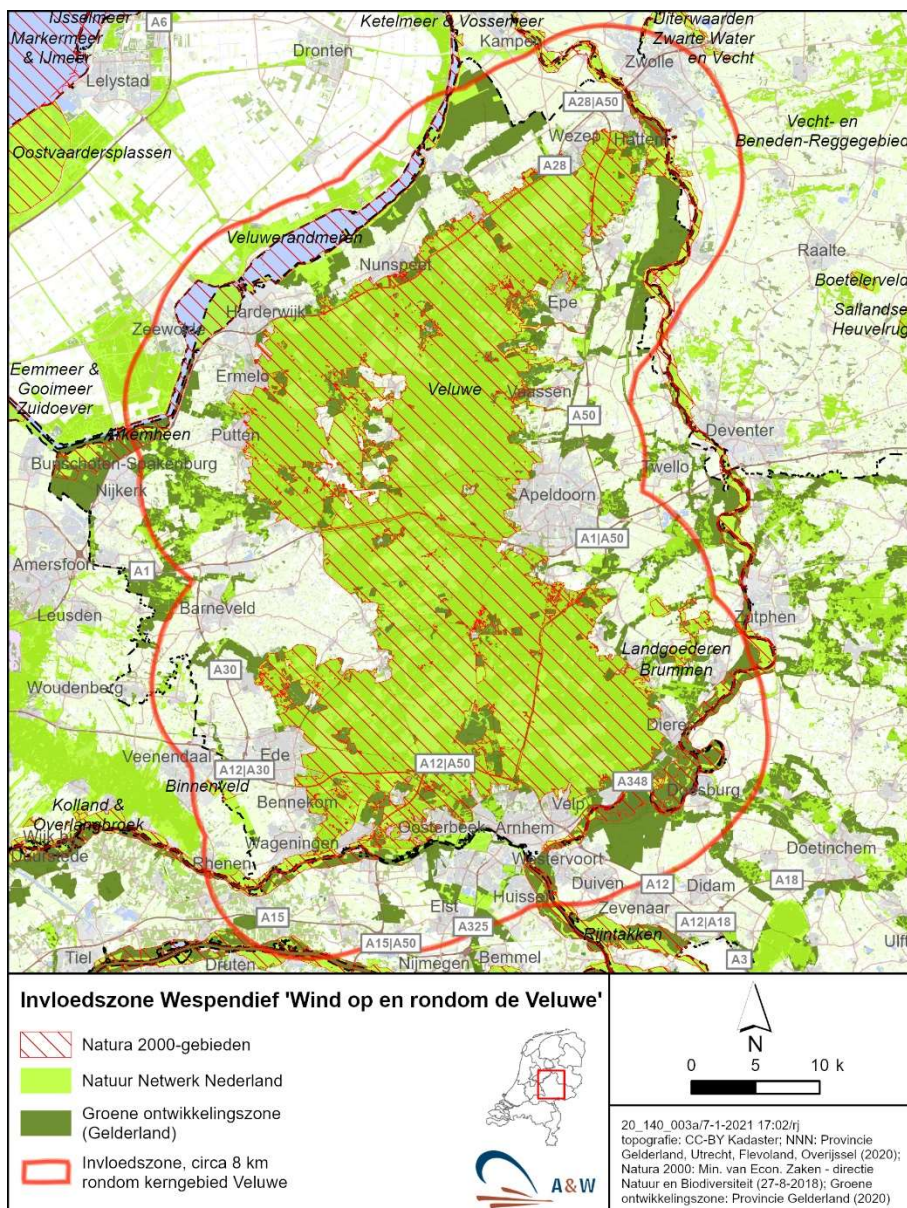 IJsselmeer
Markermeer
& IJmeer
A6
Lelystad
Dronten
Ketelmeer & Vossemeer
Kampen
Uiterwaarden
Zwarte Water
en Vecht
Zwolle
A28|A50
Wezep
Hattem
A28
Vecht- en
Beneden-Reggegebied
Oostvaardersplassen
Veluwerandmeren
Nunspeet
Raalte
Boetelerveld
Sallandse
Heuvelrug
Harderwijk
Epe
Zeewolde
Eemmeer &
Gooimeer
Zuidoever
Ermelo
Veluwe
Vaassen
A50
Putten
Arkemheen
Deventer
Bunschoten-Spakenburg
Nijkerk
Twello
Apeldoorn
A1|A50
Amersfoort
A1
Leusden
Barneveld
Zutphen
Landgoederen
Brummen
A30
Woudenberg
Dieren
Veenendaal
Ede
A12|A30
A12|A50
A348
Binnenveld
Bennekom
Velp
Doesburg
Kolland &
Overlangbroek
Wijk bij
Duurstede
Oosterbeek
Arnhem
Wageningen
Rhenen
Westervoort
Doetinchem
Duiven
A12
Didam
A18
Huissen
Zevenaar
Elst
A15
A325
A12|A18
A15|A50
Rijntakken
Tiel
Druten
Nijmegen
Bemmel
A3
Ulft
Invloedszone Wespendief 'Wind op en rondom de Veluwe'
Natura 2000-gebieden
Natuur Netwerk Nederland
Groene ontwikkelingszone
(Gelderland)
Invloedszone, circa 8 km
rondom kerngebied Veluwe
A&W
N
0 5 10 k
20_140_003a/7-1-2021 17:02/rj
topografie: CC-BY Kadaster; NNN: Provincie
Gelderland, Utrecht, Flevoland, Overijssel (2020);
Natura 2000: Min. van Econ. Zaken - directie
Natuur en Biodiversiteit (27-8-2018); Groene
ontwikkelingszone: Provincie Gelderland (2020)